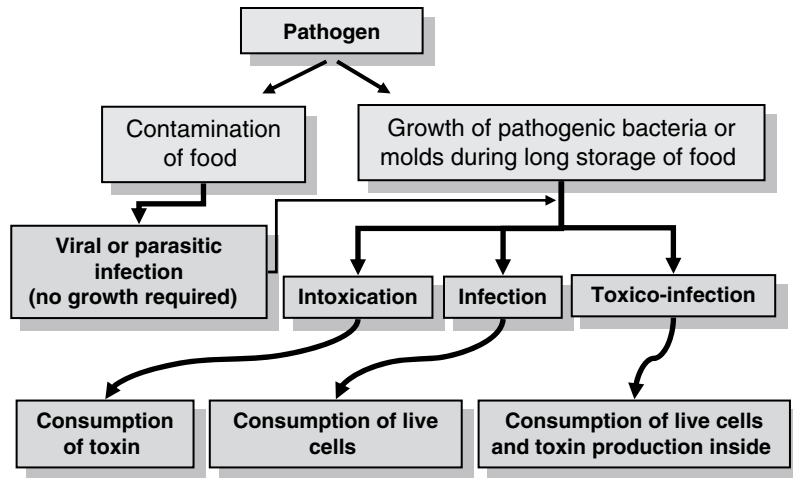 Pathogen
Contamination
of food
Growth of pathogenic bacteria or
molds during long storage of food
Viral or parasitic
infection
(no growth required)
Intoxication
Infection
Toxico-infection
Consumption
of toxin
Consumption of live
cells
Consumption of live cells
and toxin production inside